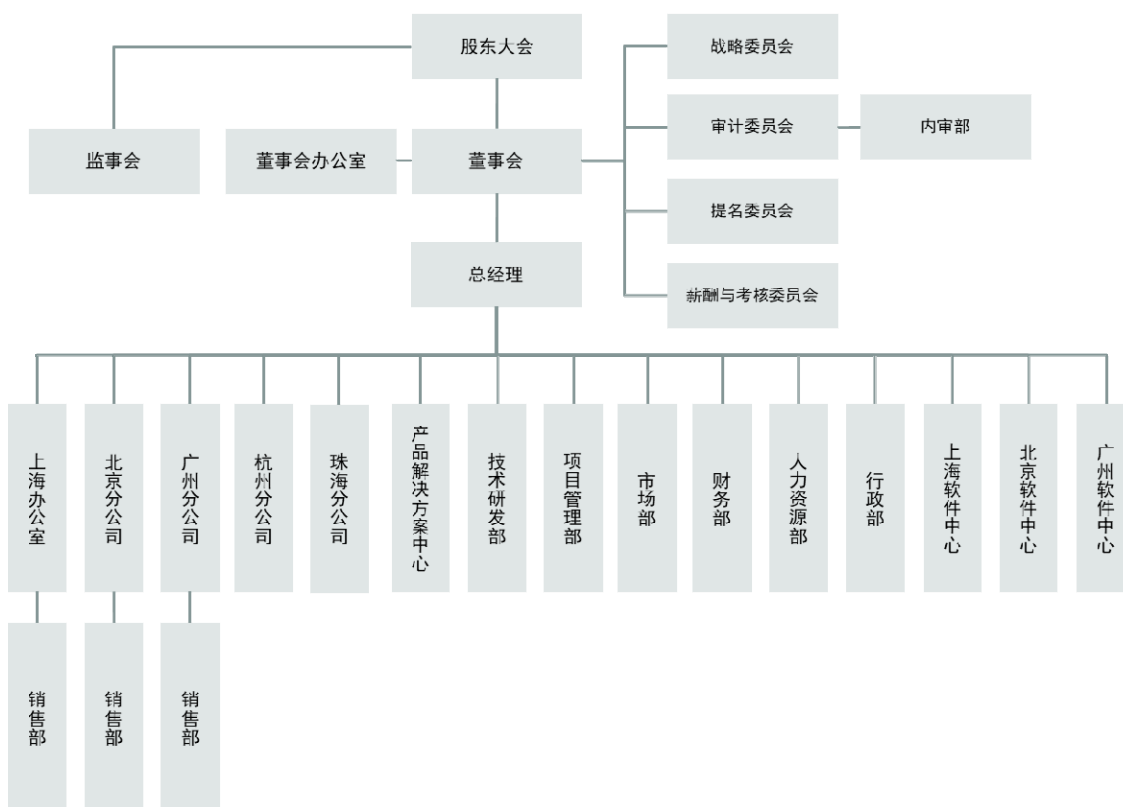 股东大会
战略委员会
审计委员会
内审部
监事会
董事会办公室
董事会
提名委员会
总经理
薪酬与考核委员会
上海办公室
北京分公司
广州分公司
杭州分公司
珠海分公司
产品解决方案中心
技术研发部
项目管理部
市场部
财务部
人力资源部
行政部
上海软件中心
北京软件中心
广州软件中心
销售部
销售部
销售部